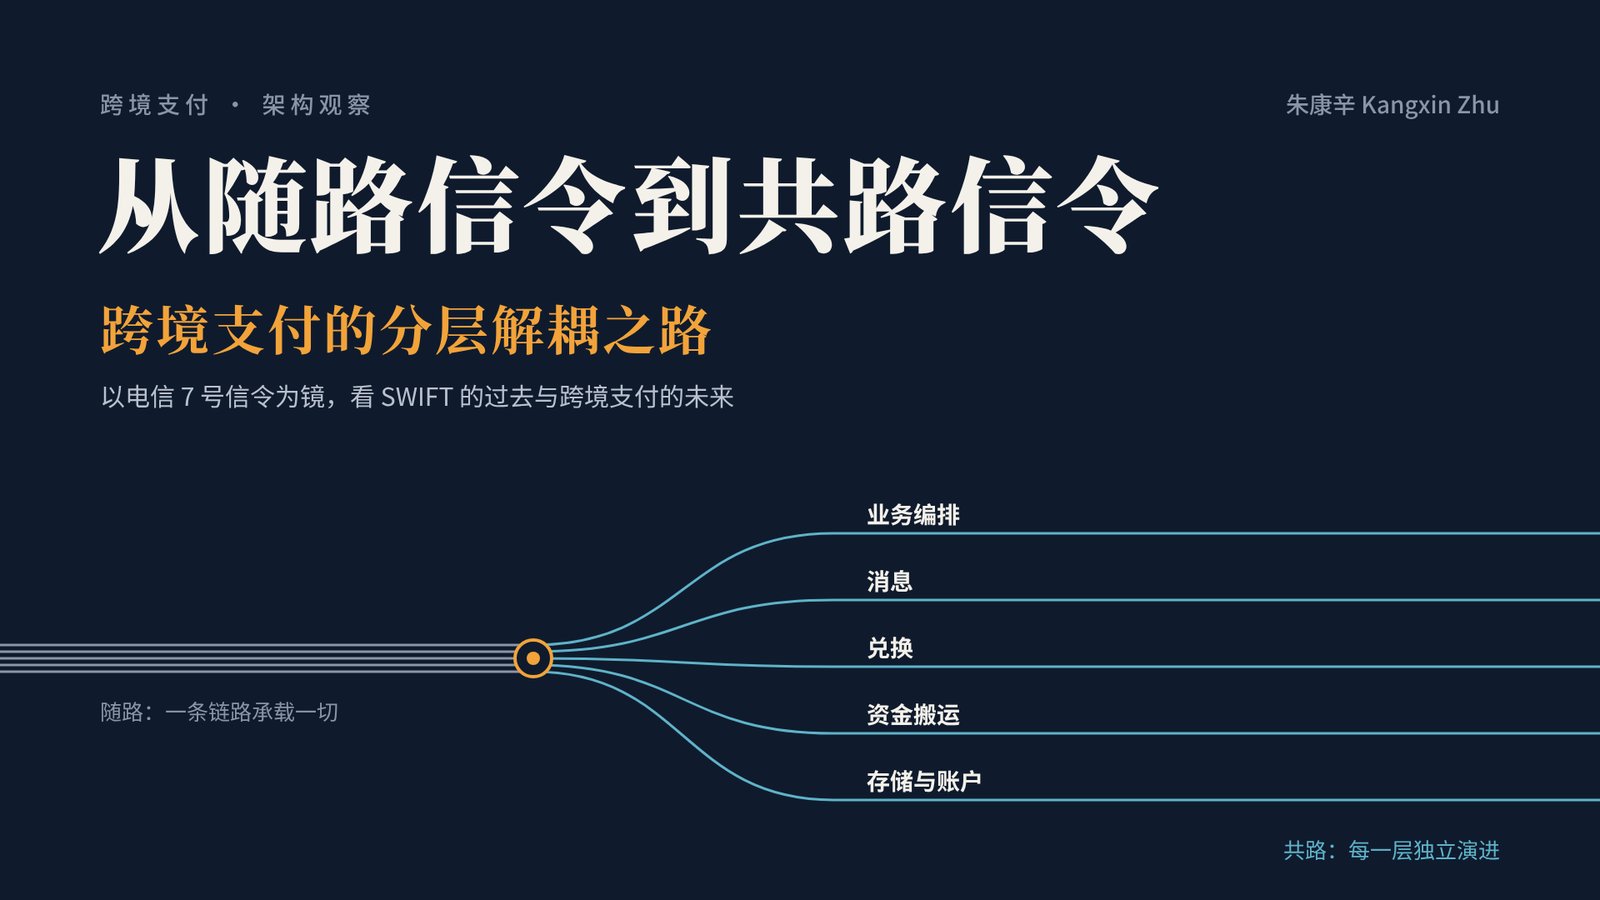 跨境支付 · 架构观察
朱康辛 Kangxin Zhu
从随路信令到共路信令
跨境支付的分层解耦之路
以电信 7 号信令为镜，看 SWIFT 的过去与跨境支付的未来
业务编排
消息
兑换
资金搬运
存储与账户
随路：一条链路承载一切
共路：每一层独立演进